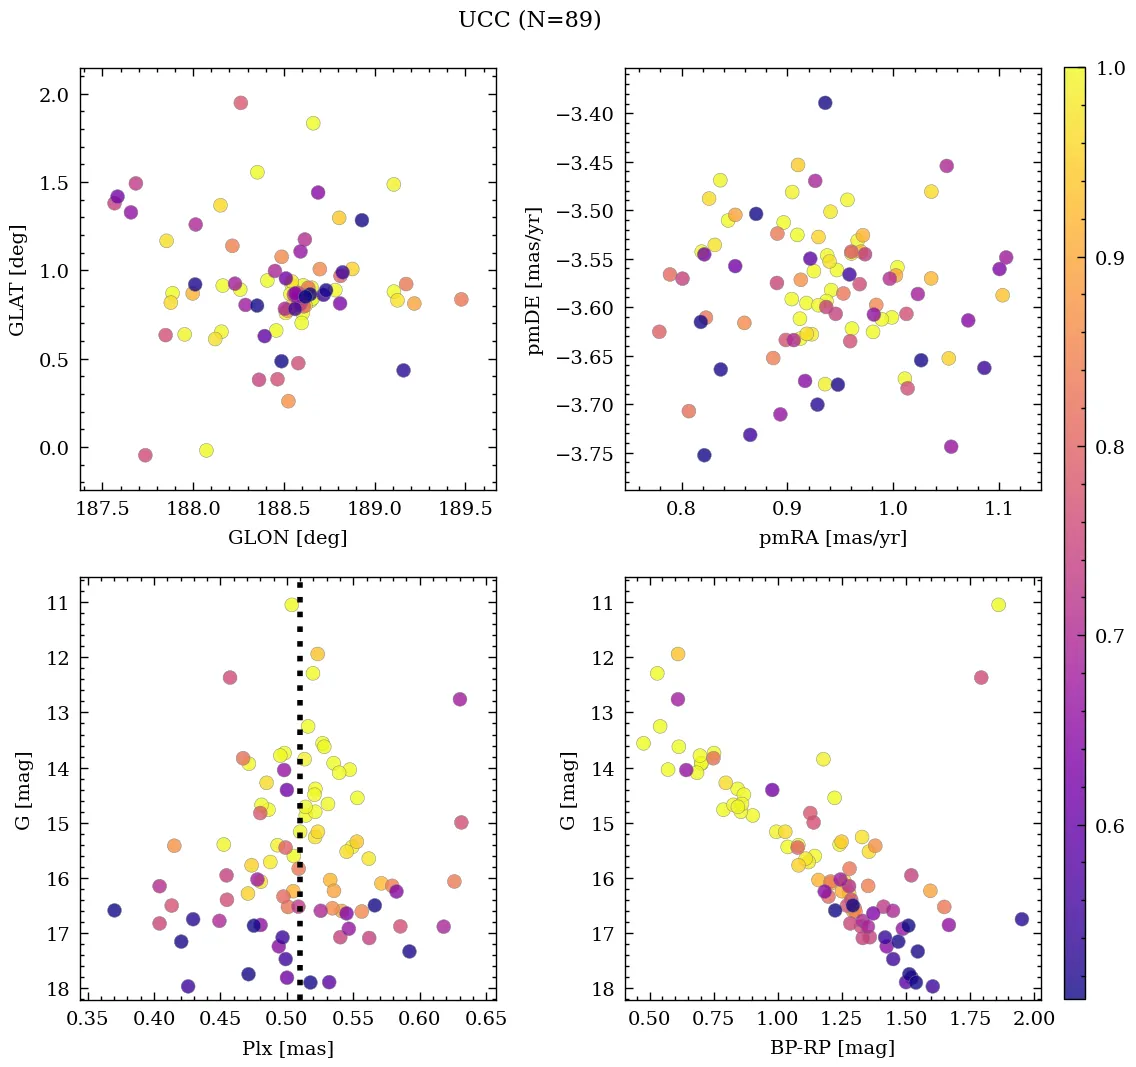 UCC (N=89)
2.0
1.5
1.0
0.5
0.0
GLAT [deg]
187.5 188.0 188.5 189.0 189.5
GLON [deg]
−3.40
−3.45
−3.50
−3.55
−3.60
−3.65
−3.70
−3.75
pmDE [mas/yr]
0.8 0.9 1.0 1.1
pmRA [mas/yr]
1.0
0.9
0.8
0.7
0.6
11
12
13
14
15
16
17
18
G [mag]
0.35 0.40 0.45 0.50 0.55 0.60 0.65
Plx [mas]
11
12
13
14
15
16
17
18
G [mag]
0.50 0.75 1.00 1.25 1.50 1.75 2.00
BP-RP [mag]